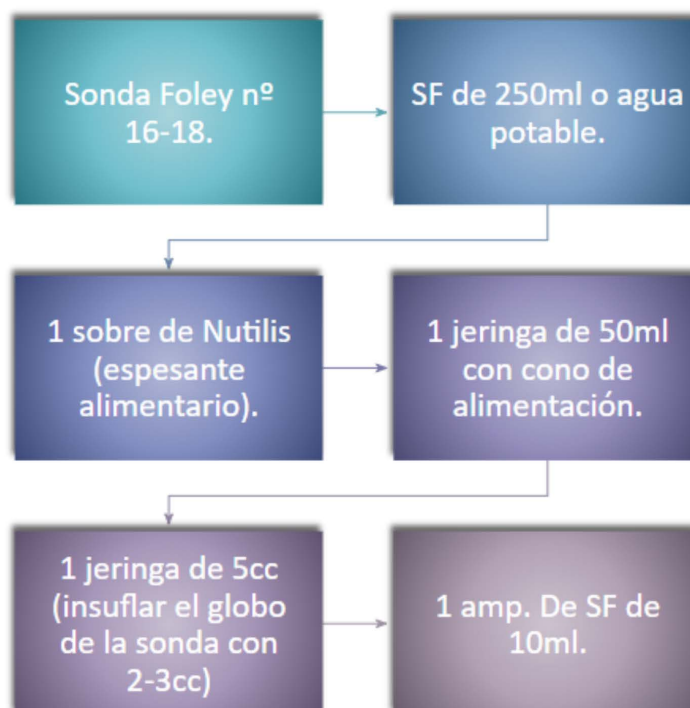 Sonda Foley nº
16-18.
SF de 250ml o agua
potable.
1 sobre de Nutilis
(espesante
alimentario).
1 jeringa de 50ml
con cono de
alimentación.
1 jeringa de 5cc
(insuflar el globo
de la sonda con
2-3cc)
1 amp. De SF de
10ml.